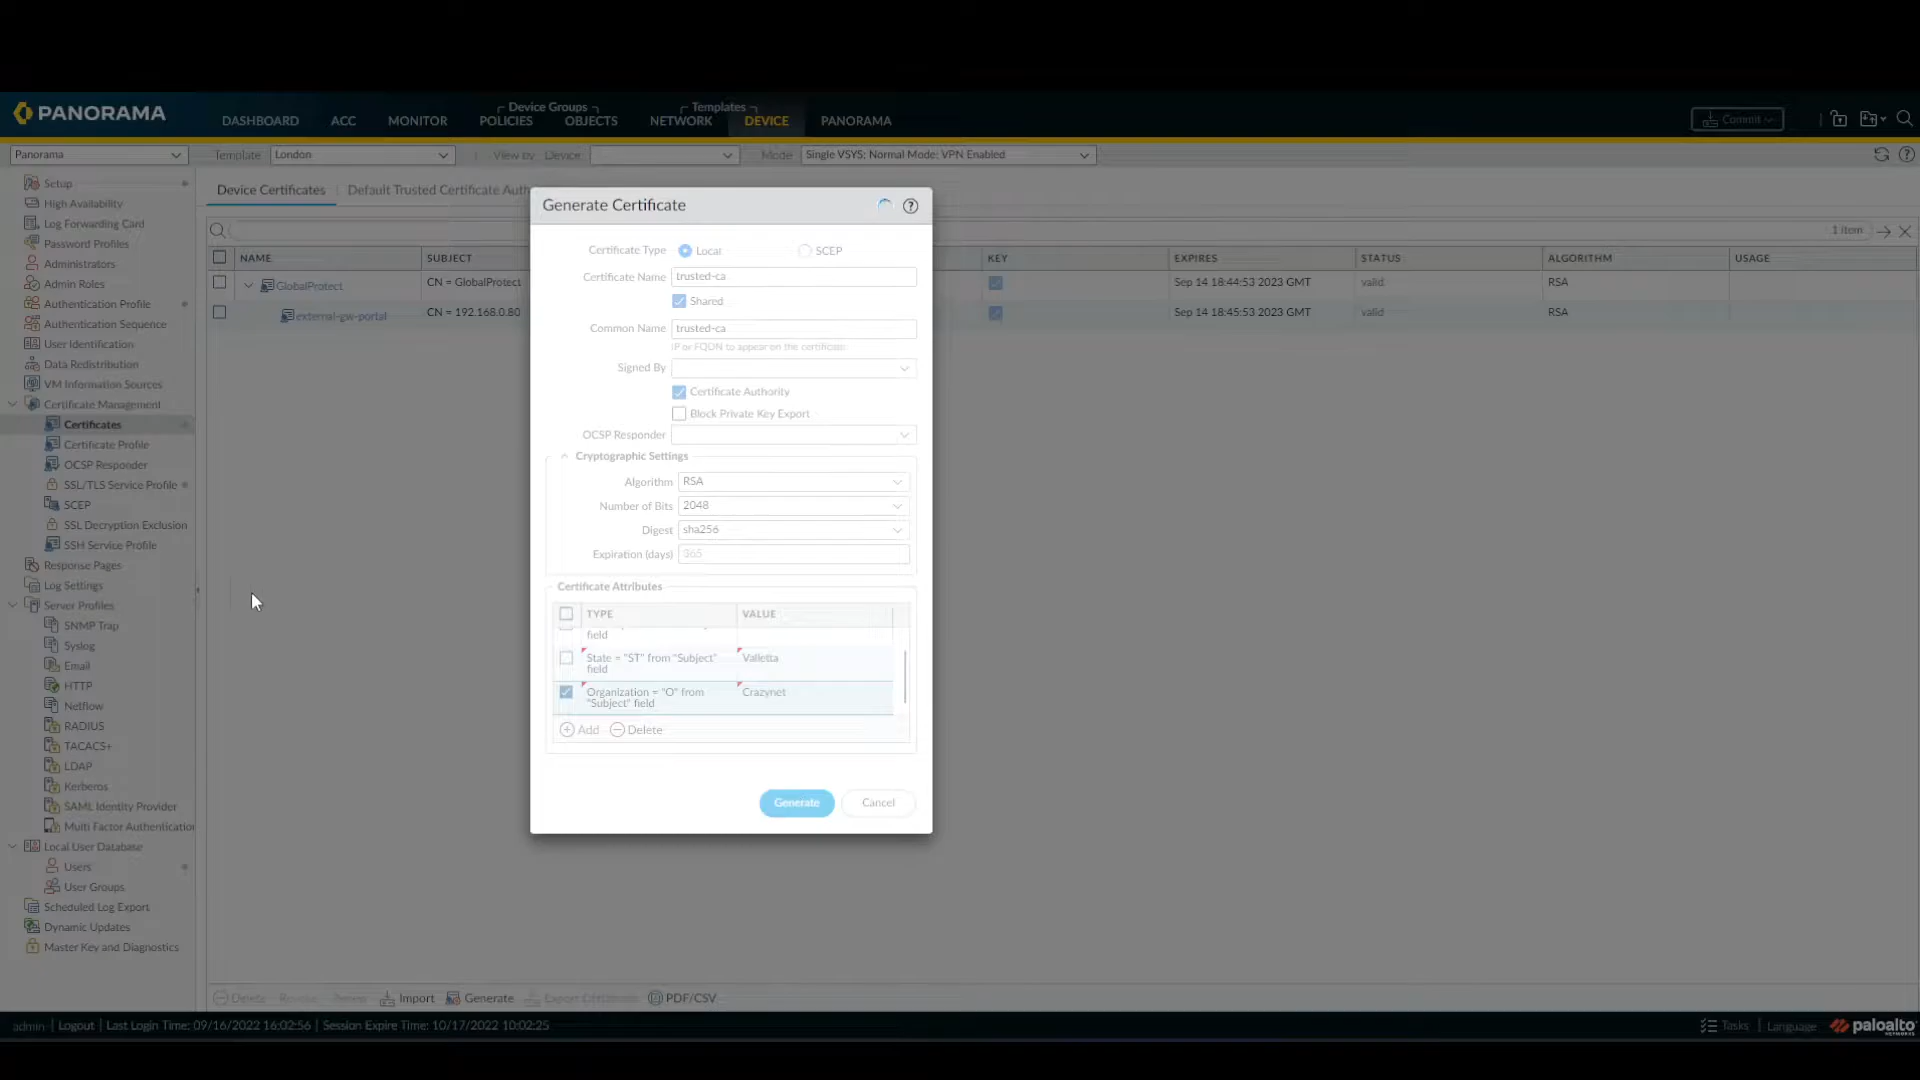 PANORAMA
DASHBOARD
ACC
MONITOR
Device Groups
POLICIES
OBJECTS
Templates
NETWORK
DEVICE
PANORAMA
Commit
Panorama
Template London
View by Device
Mode Single VSYS; Normal Mode; VPN Enabled
Setup
High Availability
Log Forwarding Card
Password Profiles
Administrators
Admin Roles
Authentication Profile
Authentication Sequence
User Identification
Data Redistribution
VM Information Sources
Certificate Management
Certificates
Certificate Profile
OCSP Responder
SSL/TLS Service Profile
SCEP
SSL Decryption Exclusion
SSH Service Profile
Response Pages
Log Settings
Server Profiles
SNMP Trap
Syslog
Email
HTTP
Netflow
RADIUS
TACACS+
LDAP
Kerberos
SAML Identity Provider
Multi Factor Authentication
Local User Database
Users
User Groups
Scheduled Log Export
Dynamic Updates
Master Key and Diagnostics
Device Certificates
Default Trusted Certificate Auth
1 item
NAME SUBJECT KEY EXPIRES STATUS ALGORITHM USAGE
GlobalProtect CN = GlobalProtect Sep 14 18:44:53 2023 GMT valid RSA
external-gw-portal CN = 192.168.0.80 Sep 14 18:45:53 2023 GMT valid RSA
Generate Certificate
Certificate Type Local SCEP
Certificate Name trusted-ca
Shared
Common Name trusted-ca
IP or FQDN to appear on the certificate
Signed By
Certificate Authority
Block Private Key Export
OCSP Responder
Cryptographic Settings
Algorithm RSA
Number of Bits 2048
Digest sha256
Expiration (days) 365
Certificate Attributes
TYPE VALUE
field
State = "ST" from "Subject" field Valletta
Organization = "O" from "Subject" field Crazynet
Add Delete
Generate Cancel
Delete Import Generate PDF/CSV
admin | Logout | Last Login Time: 09/16/2022 16:02:56 | Session Expire Time: 10/17/2022 10:02:25
Tasks | Language
paloalto
NETWORKS